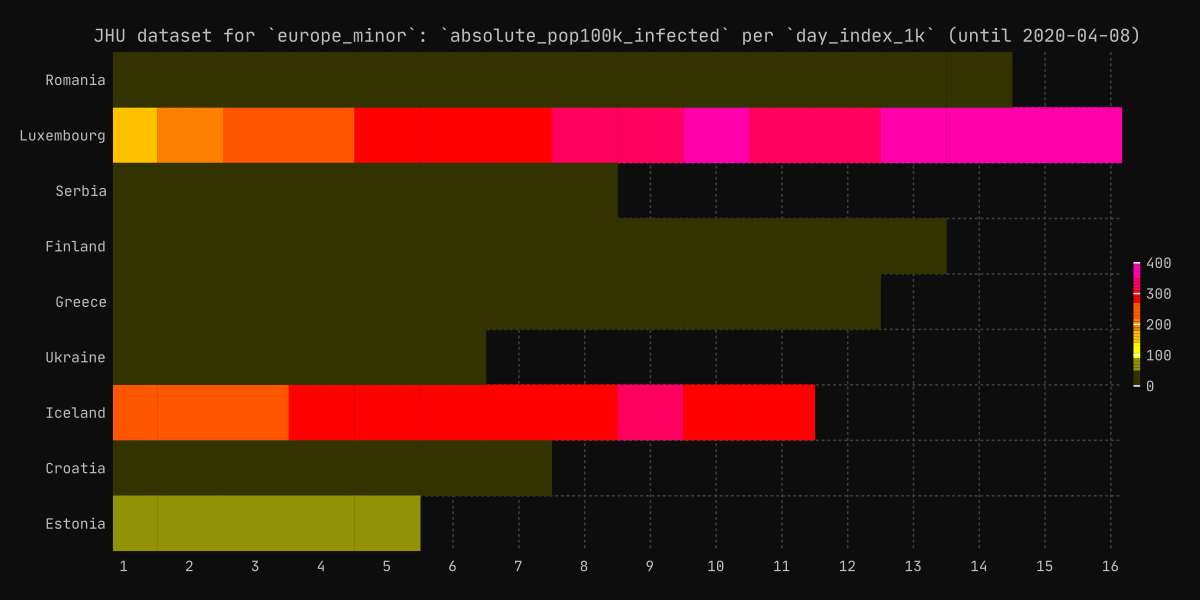 JHU dataset for `europe_minor`: `absolute_pop100k_infected` per `day_index_1k` (until 2020-04-08)
Romania
Luxembourg
Serbia
Finland
Greece
Ukraine
Iceland
Croatia
Estonia
1 2 3 4 5 6 7 8 9 10 11 12 13 14 15 16
400
300
200
100
0